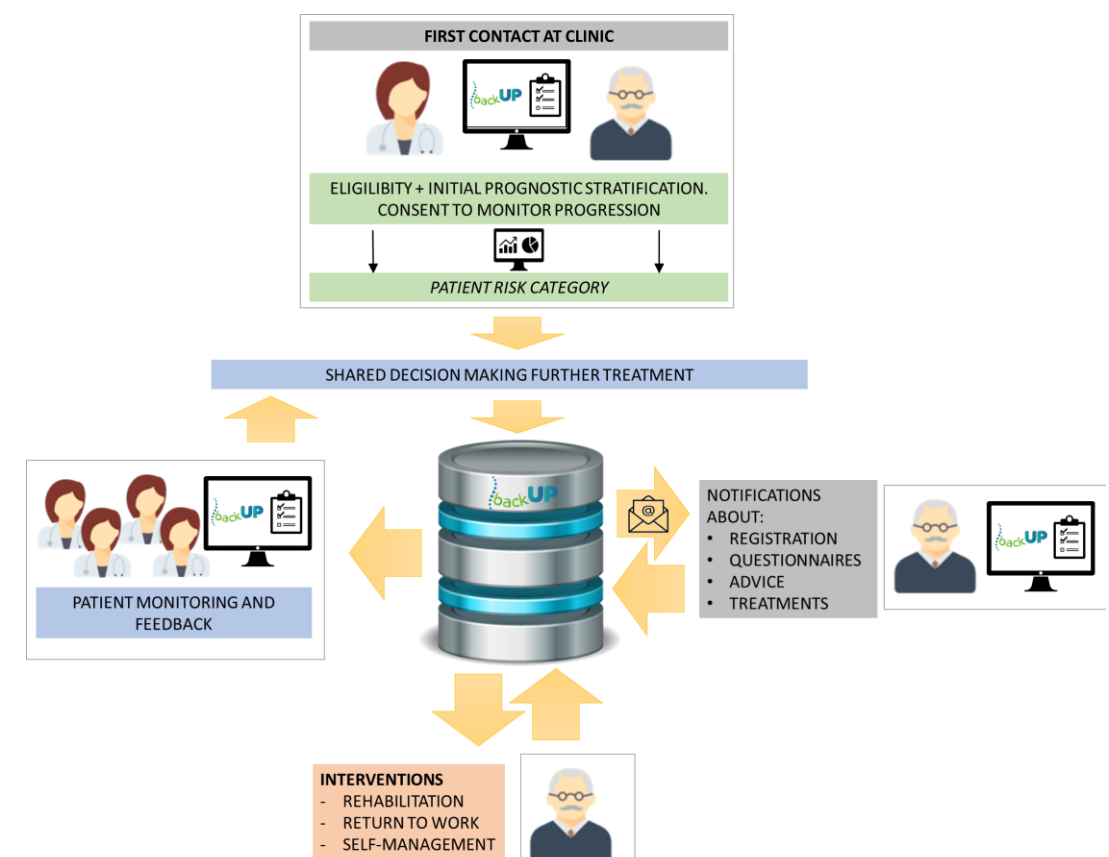 FIRST CONTACT AT CLINIC
backUP
ELIGILIBITY + INITIAL PROGNOSTIC STRATIFICATION.
CONSENT TO MONITOR PROGRESSION
PATIENT RISK CATEGORY
SHARED DECISION MAKING FURTHER TREATMENT
backUP
PATIENT MONITORING AND
FEEDBACK
backUP
@
NOTIFICATIONS
ABOUT:
• REGISTRATION
• QUESTIONNAIRES
• ADVICE
• TREATMENTS
backUP
INTERVENTIONS
- REHABILITATION
- RETURN TO WORK
- SELF-MANAGEMENT